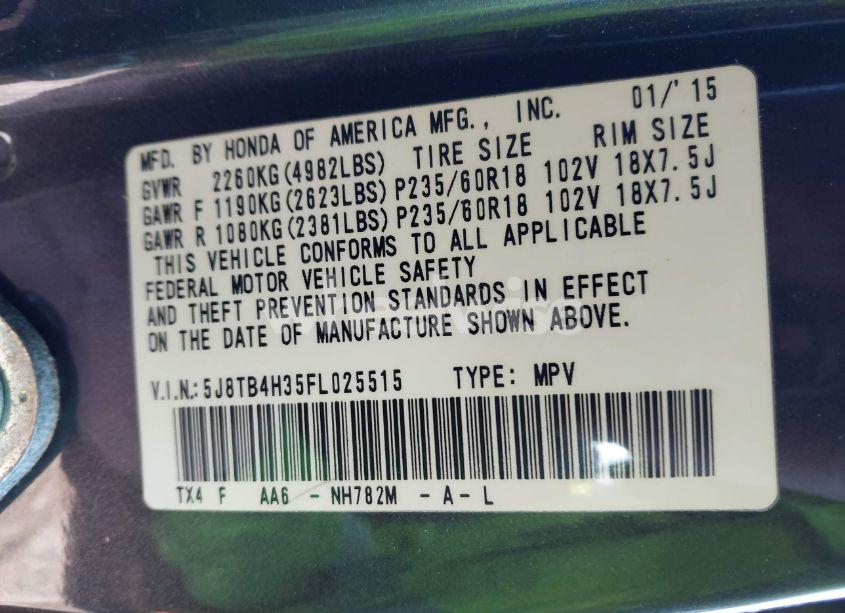 MFD. BY HONDA OF AMERICA MFG., INC. 01/'15
GVWR 2260KG(4982LBS) TIRE SIZE RIM SIZE
GAWR F 1190KG(2623LBS) P235/60R18 102V 18X7.5J
GAWR R 1080KG(2381LBS) P235/60R18 102V 18X7.5J
THIS VEHICLE CONFORMS TO ALL APPLICABLE
FEDERAL MOTOR VEHICLE SAFETY
AND THEFT PREVENTION STANDARDS IN EFFECT
ON THE DATE OF MANUFACTURE SHOWN ABOVE.
V.I.N.: 5J8TB4H35FL025515 TYPE: MPV
TX4 F AA6 - NH782M - A - L